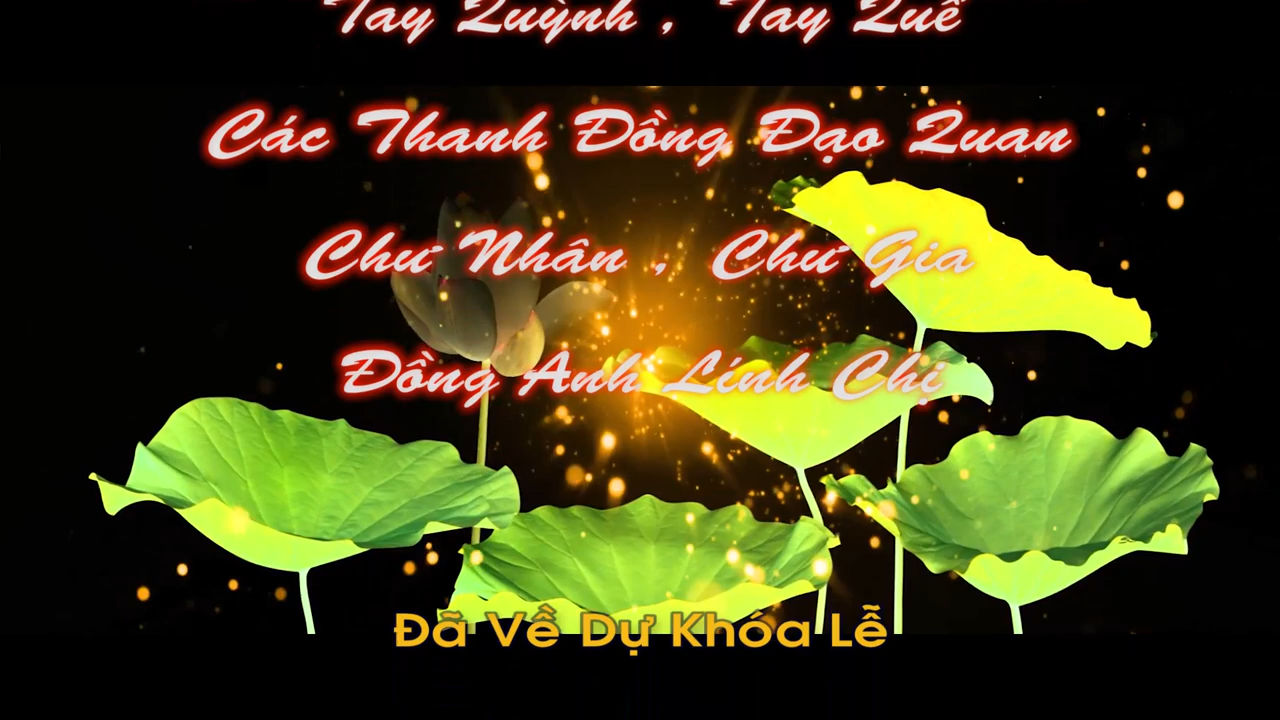 Tay Quỳnh , Tay Quế
Các Thanh Đồng Đạo Quan
Chư Nhân , Chư Gia
Đồng Anh Lính Chị
Đã Về Dự Khóa Lễ